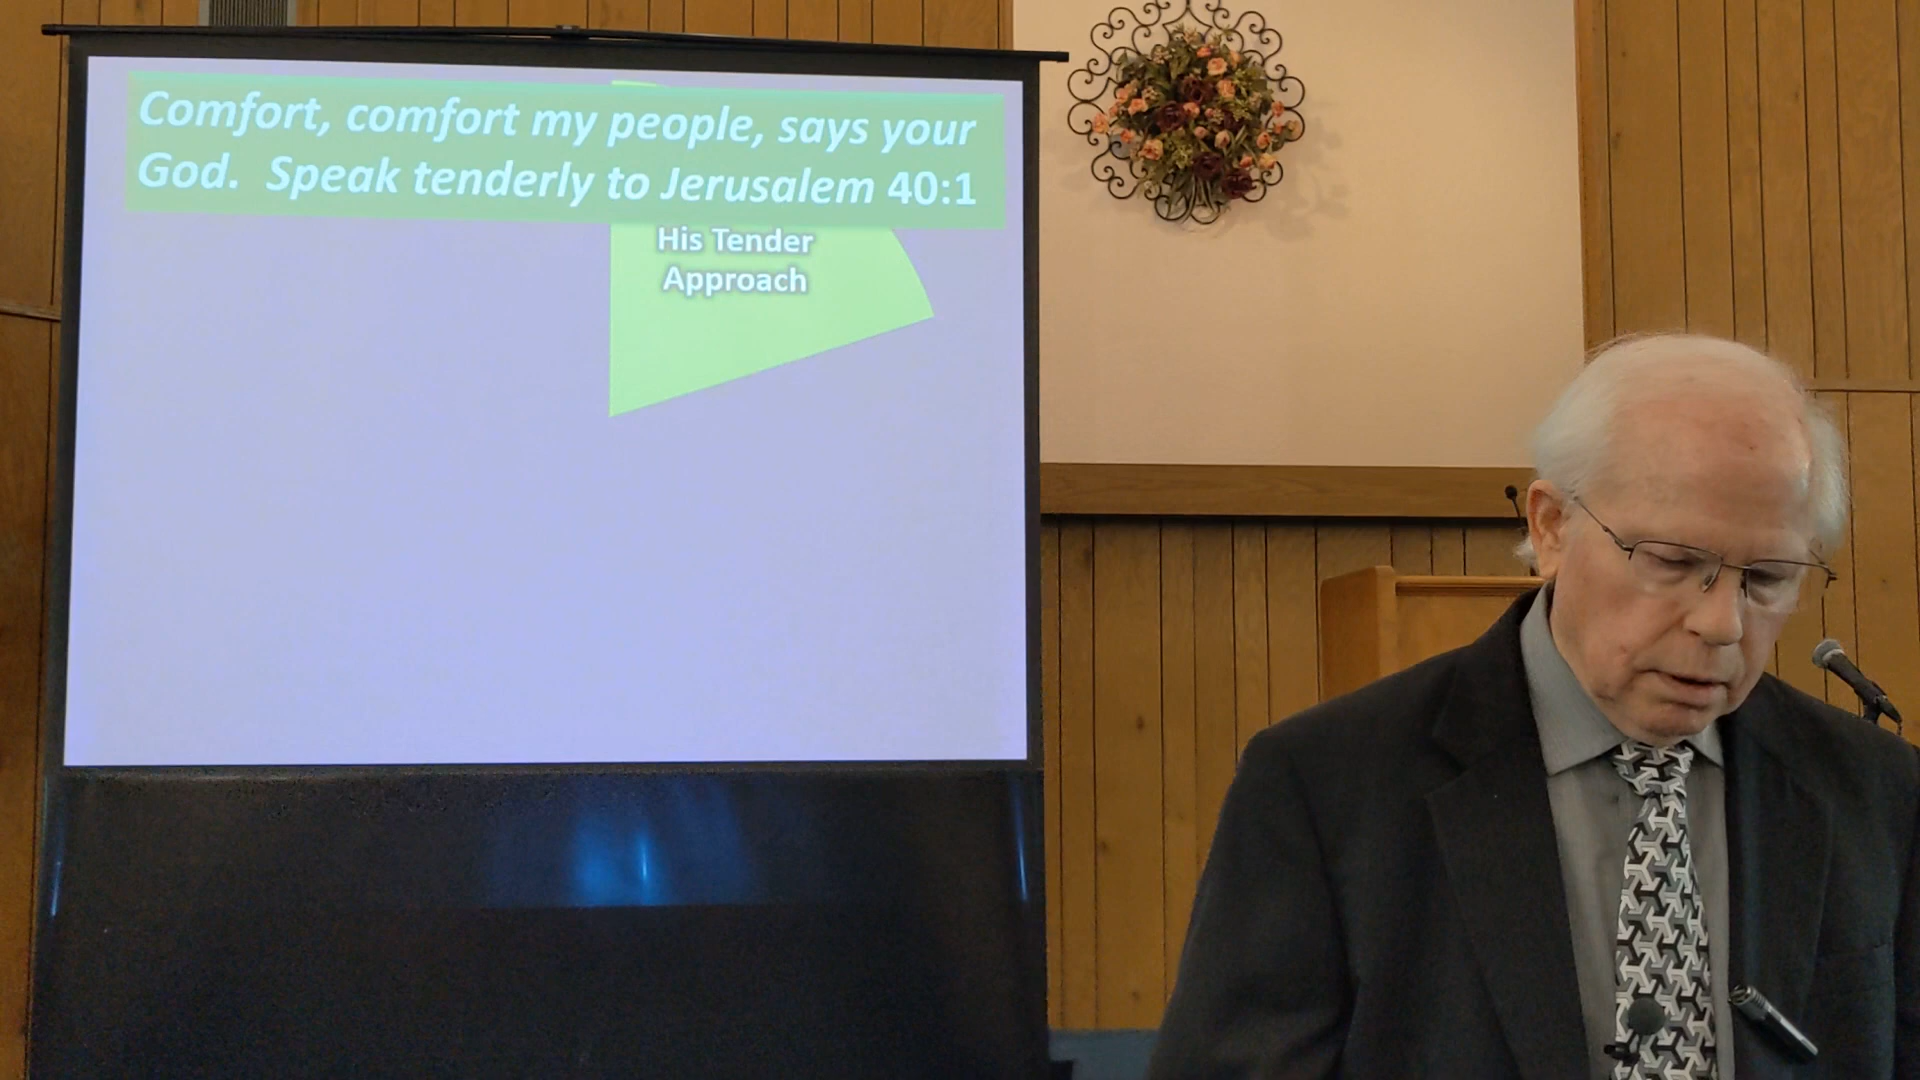 Comfort, comfort my people, says your
God.  Speak tenderly to Jerusalem 40:1
His Tender
Approach